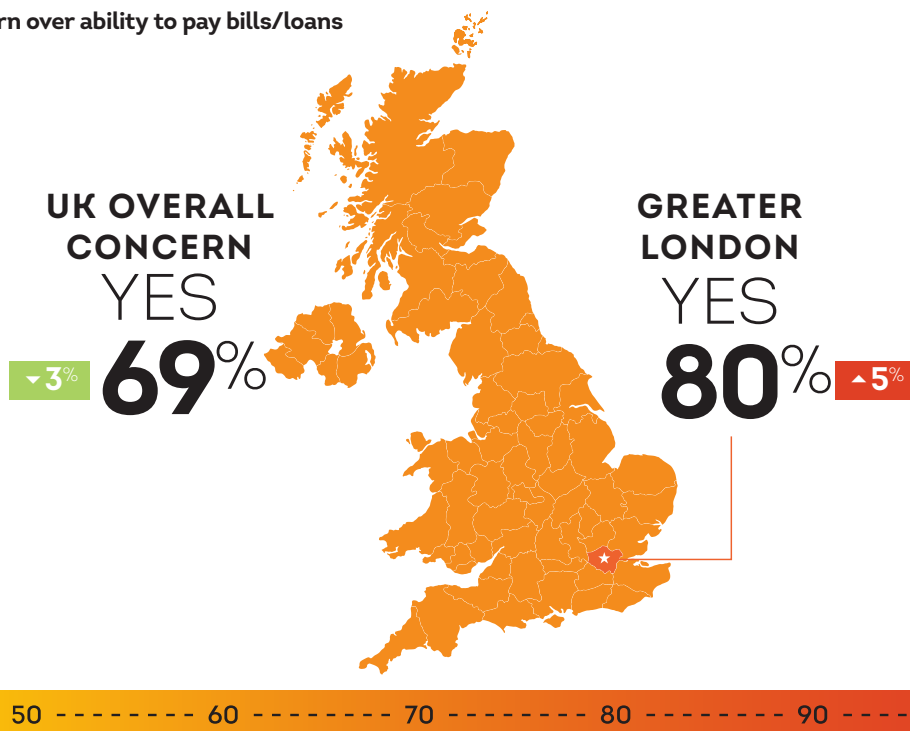 over ability to pay bills/loans
UK OVERALL
CONCERN
YES
69%
▼3%
GREATER
LONDON
YES
80%
▲5%
50 - - - - - - - 60 - - - - - - - 70 - - - - - - - 80 - - - - - - - 90 - - - -